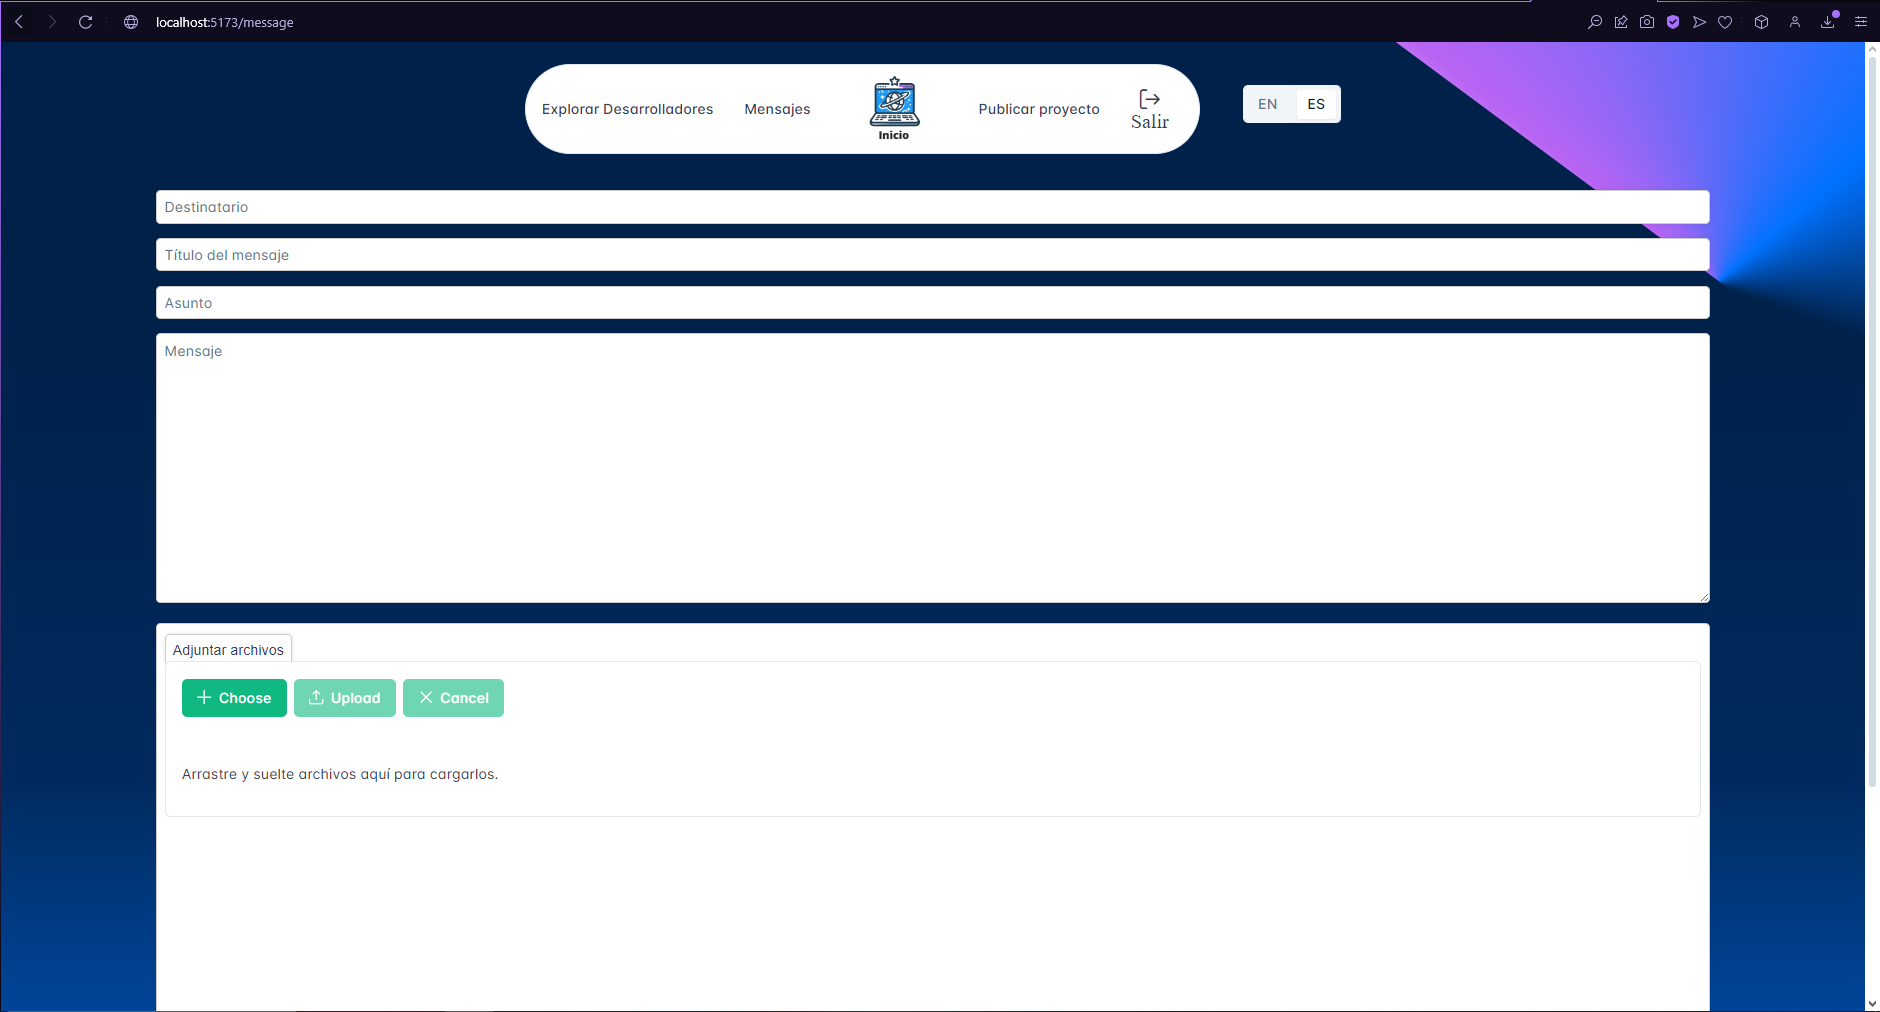 localhost:5173/message
Explorar Desarrolladores
Mensajes
Inicio
Publicar proyecto
Salir
EN
ES
Destinatario
Título del mensaje
Asunto
Mensaje
Adjuntar archivos
Choose
Upload
Cancel
Arrastre y suelte archivos aquí para cargarlos.